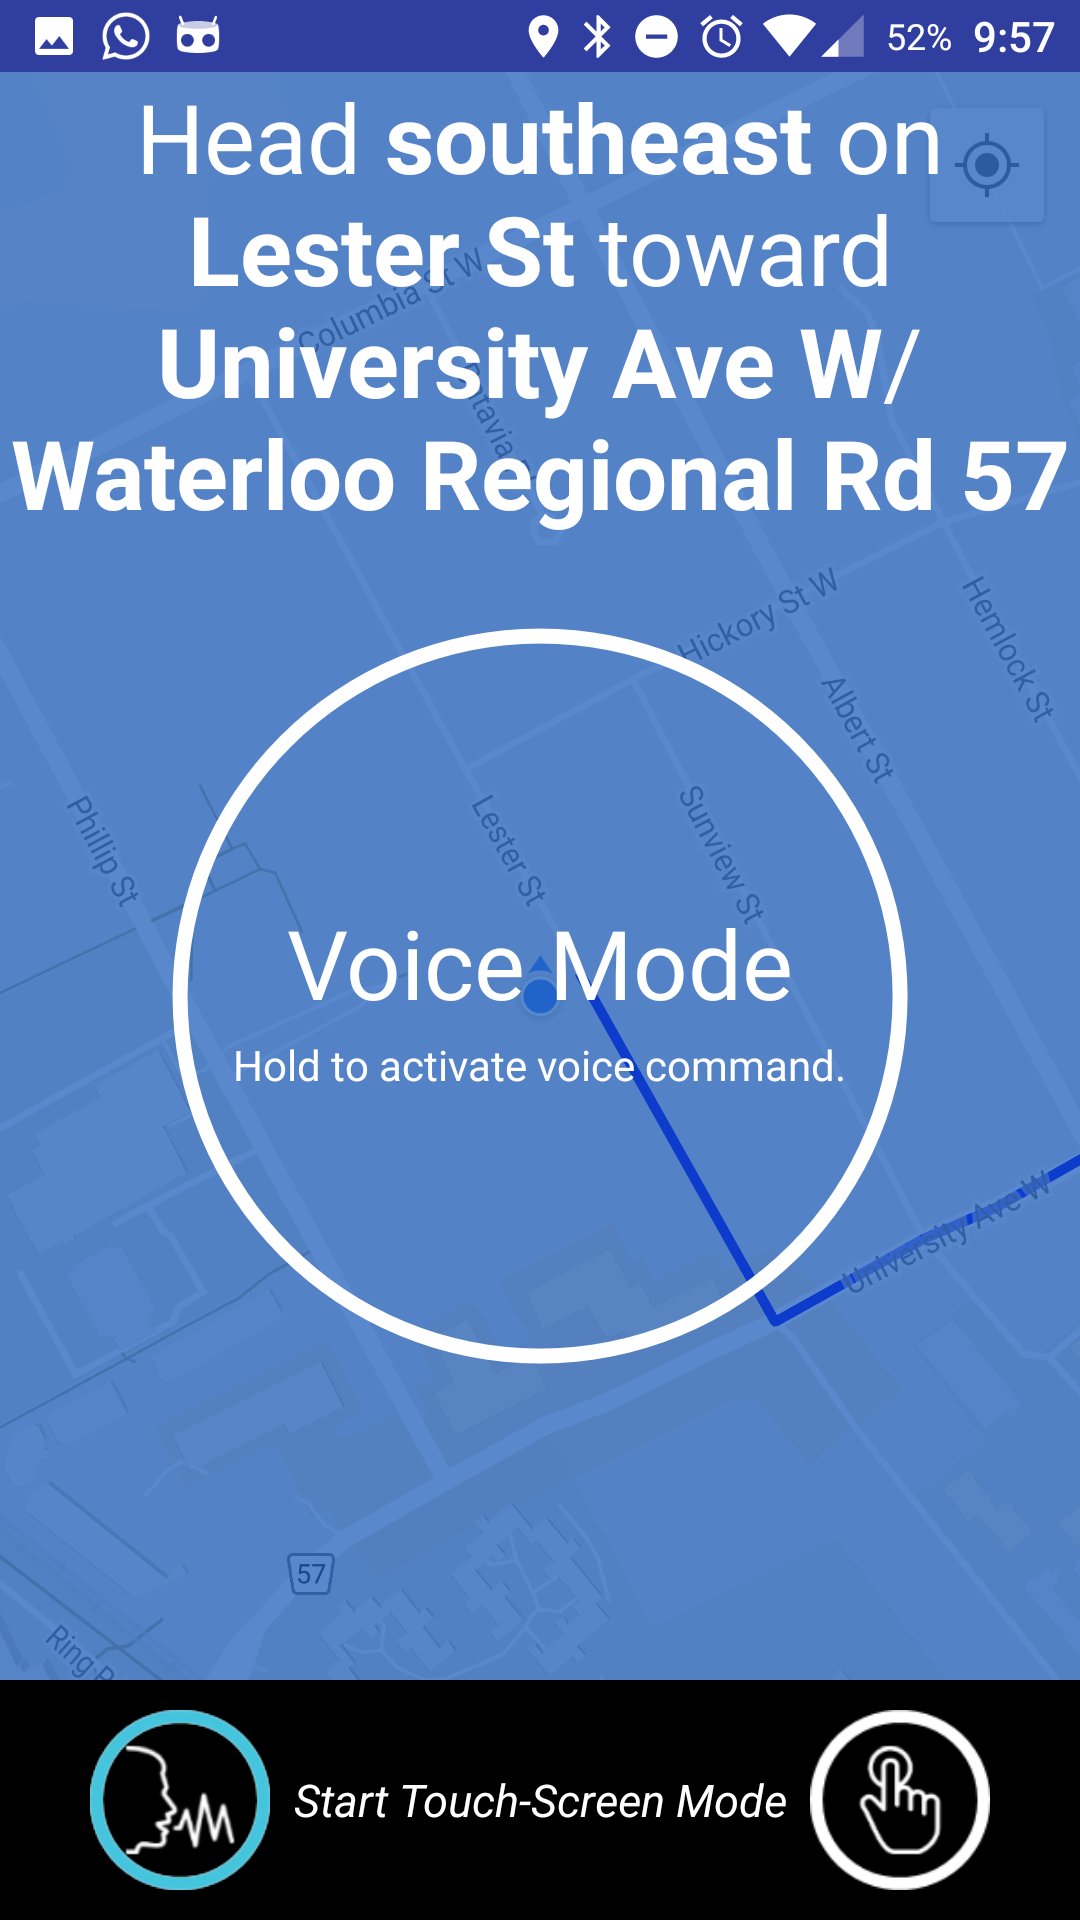 52% 9:57
Head southeast on
Lester St toward
University Ave W/
Waterloo Regional Rd 57
Columbia St W
Hickory St W
Hemlock St
Albert St
Phillip St
Lester St
Sunview St
Voice Mode
Hold to activate voice command.
University Ave W
57
Ring
Start Touch-Screen Mode